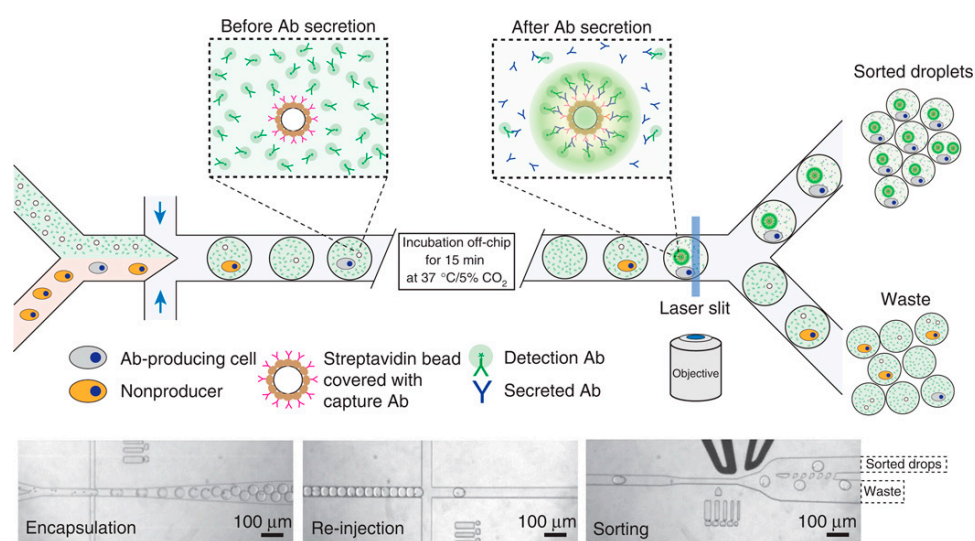 Before Ab secretion
After Ab secretion
Sorted droplets
Incubation off-chip
for 15 min
at 37 °C/5% CO₂
Laser slit
Waste
Objective
Ab-producing cell
Nonproducer
Streptavidin bead
covered with
capture Ab
Detection Ab
Secreted Ab
Encapsulation
100 μm
Re-injection
100 μm
Sorting
100 μm
Sorted drops
Waste